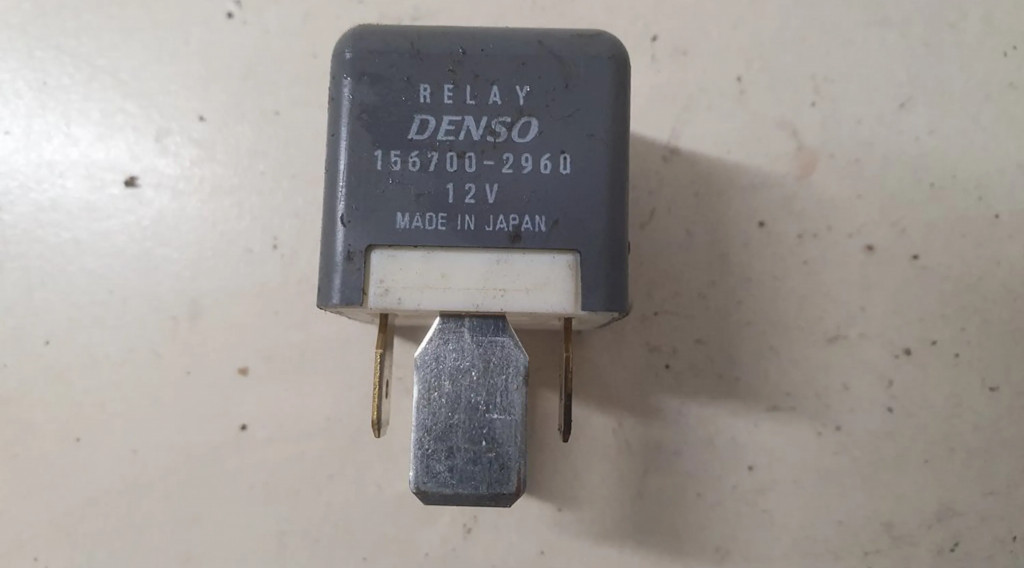 RELAY
DENSO
156700-2960
12V
MADE IN JAPAN